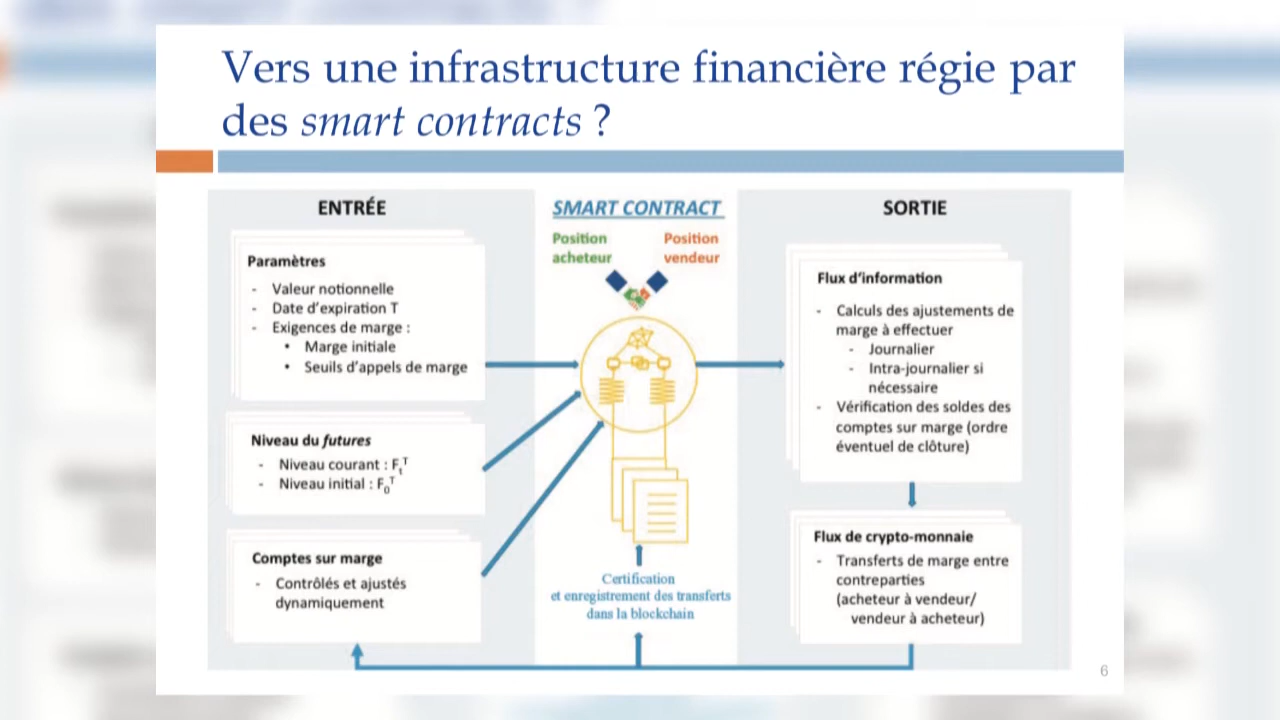 Vers une infrastructure financière régie par
des smart contracts ?
ENTRÉE
Paramètres
- Valeur notionnelle
- Date d'expiration T
- Exigences de marge :
• Marge initiale
• Seuils d'appels de marge
Niveau du futures
- Niveau courant : Fₜᵀ
- Niveau initial : F₀ᵀ
Comptes sur marge
- Contrôlés et ajustés
dynamiquement
SMART CONTRACT
Position
acheteur
Position
vendeur
Certification
et enregistrement des transferts
dans la blockchain
SORTIE
Flux d'information
- Calculs des ajustements de
marge à effectuer
- Journalier
- Intra-journalier si
nécessaire
- Vérification des soldes des
comptes sur marge (ordre
éventuel de clôture)
Flux de crypto-monnaie
- Transferts de marge entre
contreparties
(acheteur à vendeur/
vendeur à acheteur)
6